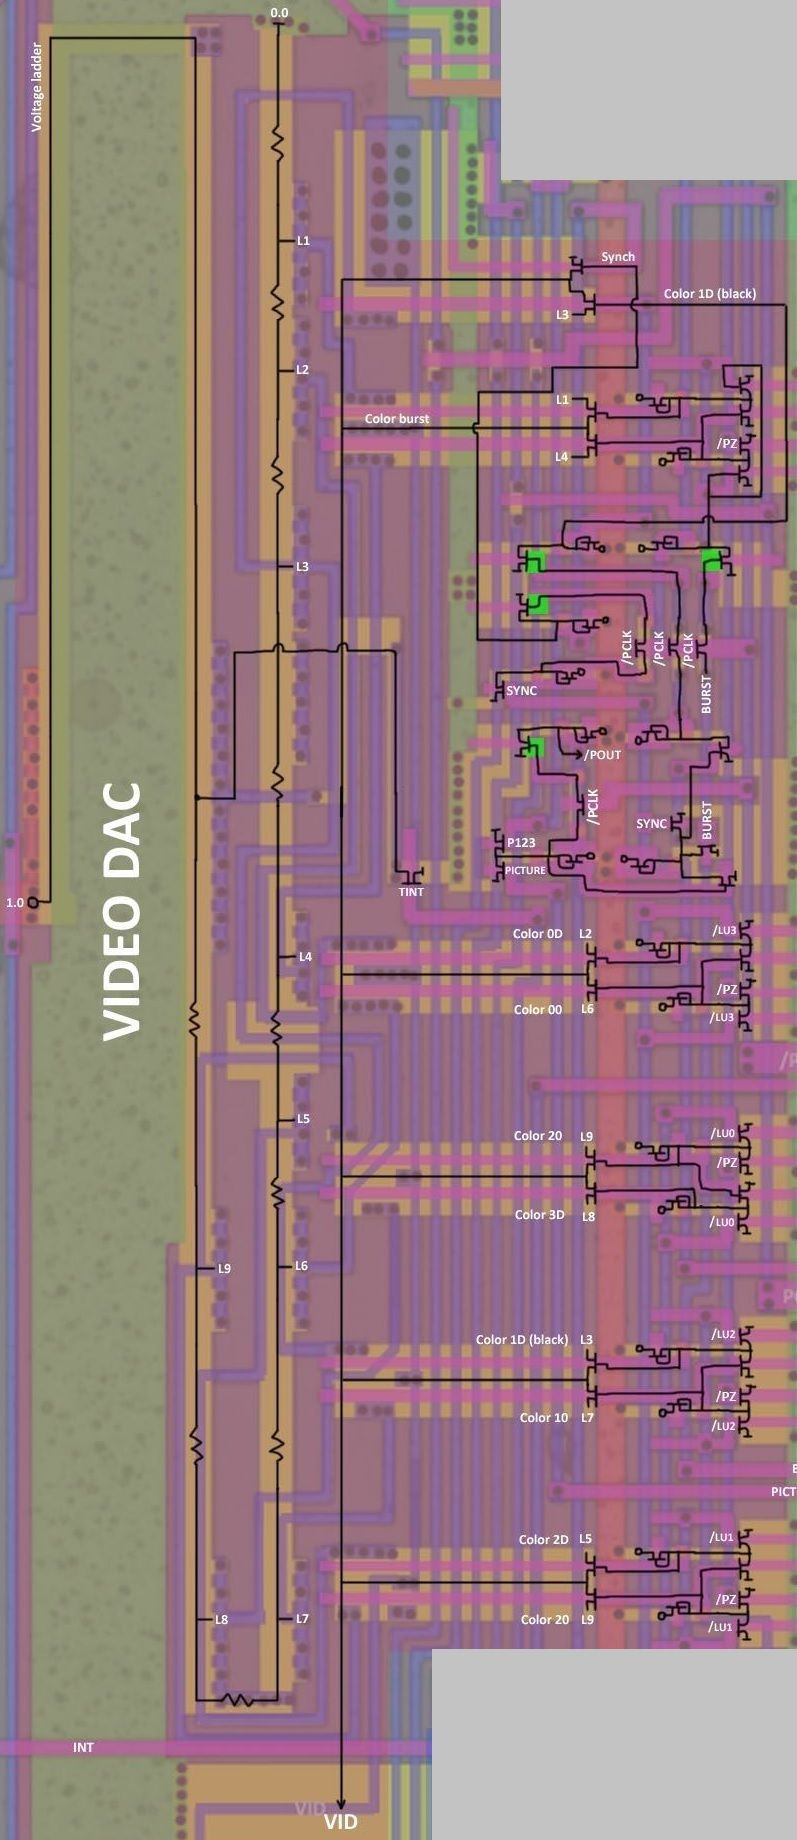 0.0
Voltage ladder
L1
Synch
Color 1D (black)
L3
L2
L1
Color burst
/PZ
L4
L3
/PCLK
/PCLK
/PCLK
SYNC
BURST
/POUT
/PCLK
VIDEO DAC
SYNC
BURST
P123
PICTURE
TINT
1.0
Color 0D L2
/LU3
L4
/PZ
Color 00 L6
/LU3
L5
Color 20 L9
/LU0
/PZ
Color 3D L8
/LU0
L9
L6
Color 1D (black) L3
/LU2
/PZ
Color 10 L7
/LU2
PICT
Color 2D L5
/LU1
/PZ
L8
L7
Color 20 L9
/LU1
INT
VID
VID